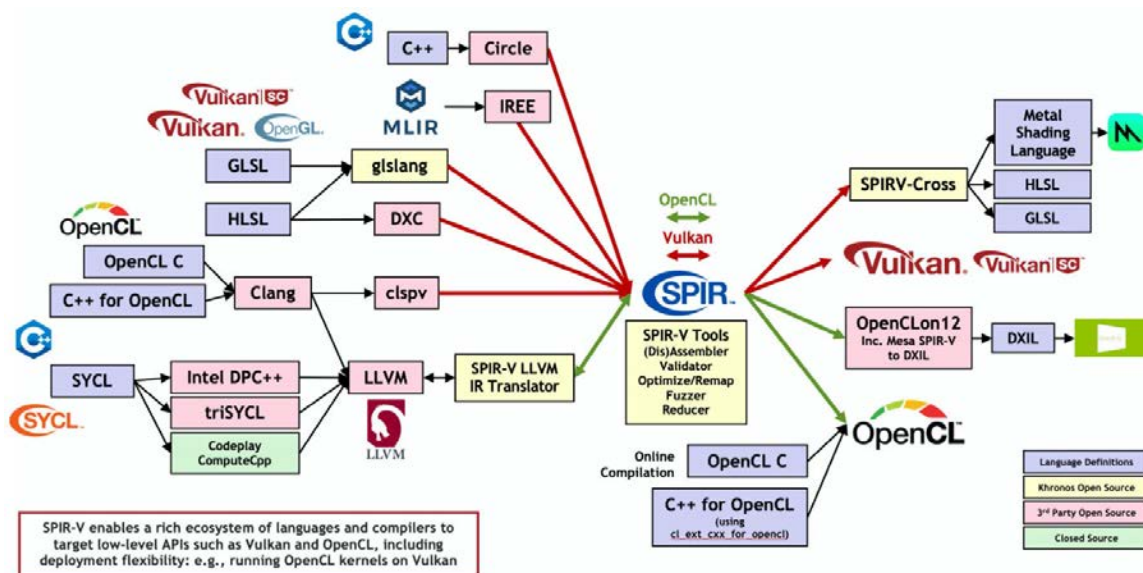 C++
Circle
MLIR
IREE
Vulkan SC
Vulkan. OpenGL.
GLSL
glslang
HLSL
DXC
OpenCL
OpenCL C
C++ for OpenCL
Clang
clspv
C++
SYCL
SYCL™
Intel DPC++
triSYCL
Codeplay
ComputeCpp
LLVM
LLVM
SPIR-V LLVM
IR Translator
OpenCL
Vulkan
SPIR™
SPIR-V Tools
(Dis)Assembler
Validator
Optimize/Remap
Fuzzer
Reducer
SPIRV-Cross
Metal
Shading
Language
HLSL
GLSL
Vulkan. Vulkan SC™
OpenCLon12
Inc. Mesa SPIR-V
to DXIL
DXIL
OpenCL™
Online
Compilation
OpenCL C
C++ for OpenCL
(using
cl_ext_cxx_for_opencl)
Language Definitions
Khronos Open Source
3rd Party Open Source
Closed Source
SPIR-V enables a rich ecosystem of languages and compilers to
target low-level APIs such as Vulkan and OpenCL, including
deployment flexibility: e.g., running OpenCL kernels on Vulkan